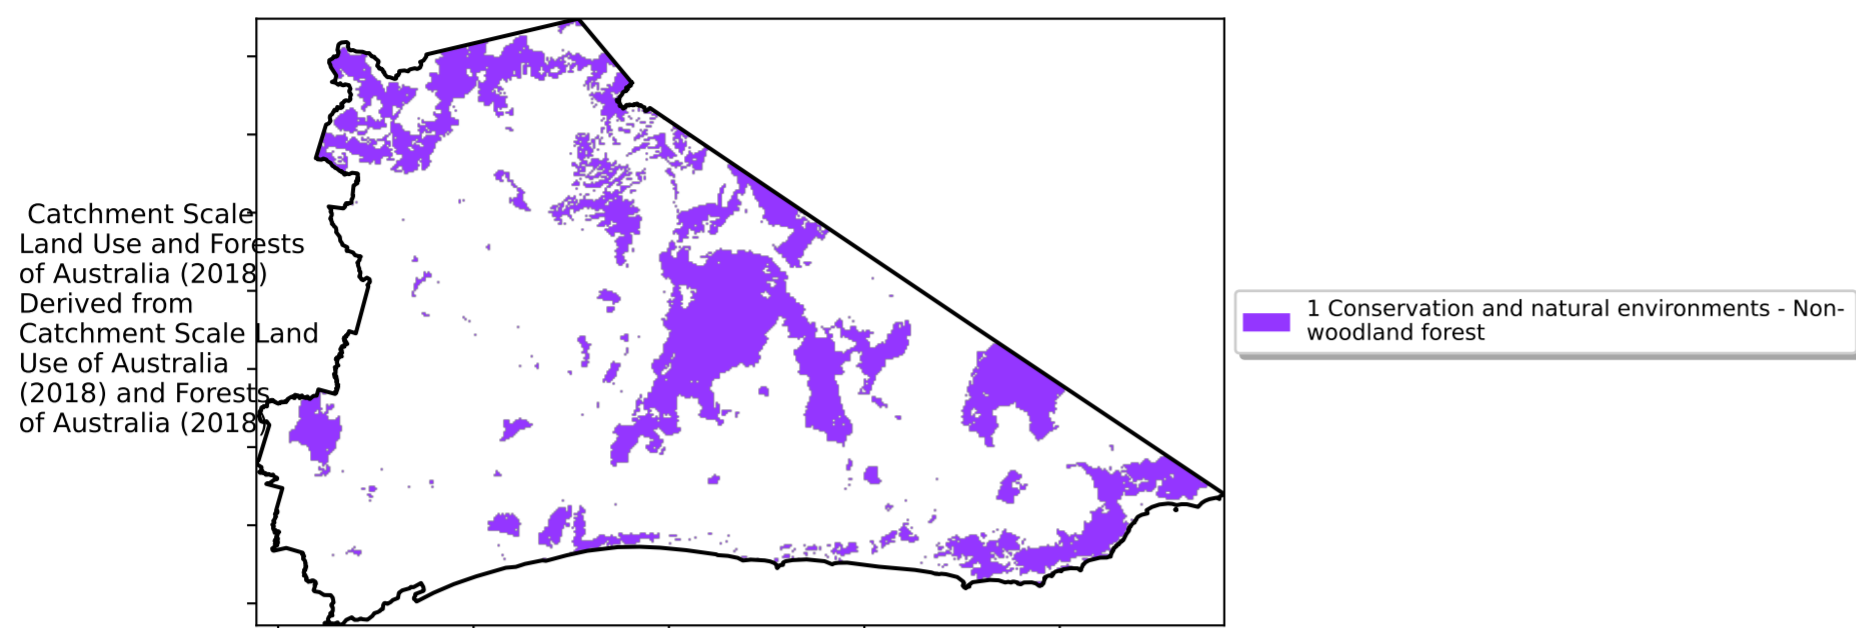 Catchment Scale
Land Use and Forests
of Australia (2018)
Derived from
Catchment Scale Land
Use of Australia
(2018) and Forests
of Australia (2018)
1 Conservation and natural environments - Non-
woodland forest